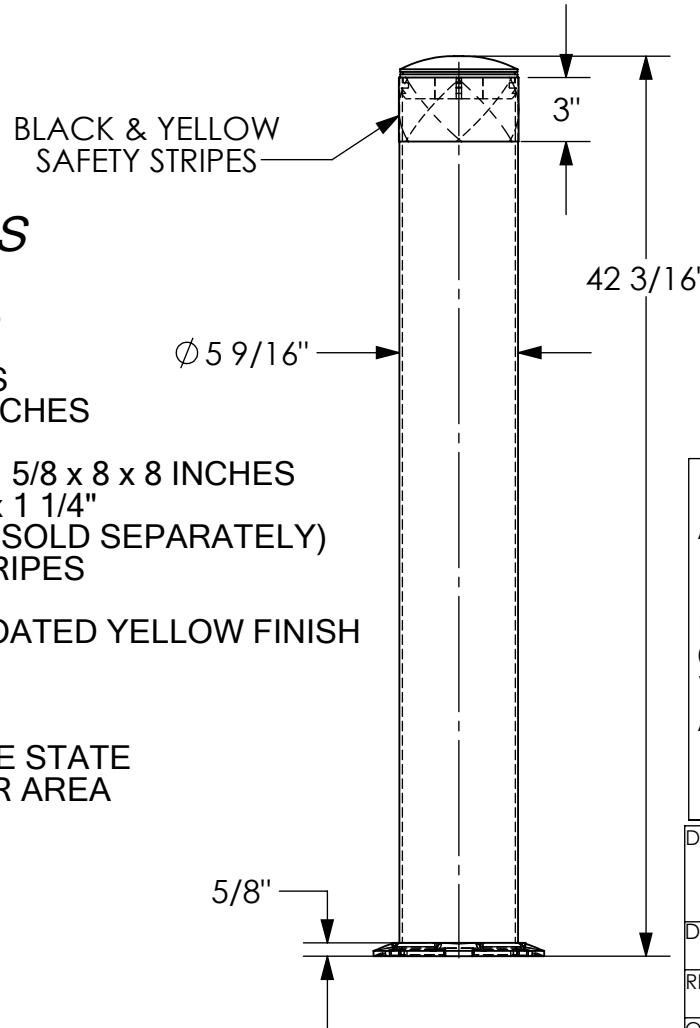 BLACK & YELLOW
SAFETY STRIPES
3"
S
42 3/16"
Ø 5 9/16"
S
CHES
5/8 x 8 x 8 INCHES
x 1 1/4"
SOLD SEPARATELY)
RIPES
OATED YELLOW FINISH
E STATE
R AREA
5/8"
D
D